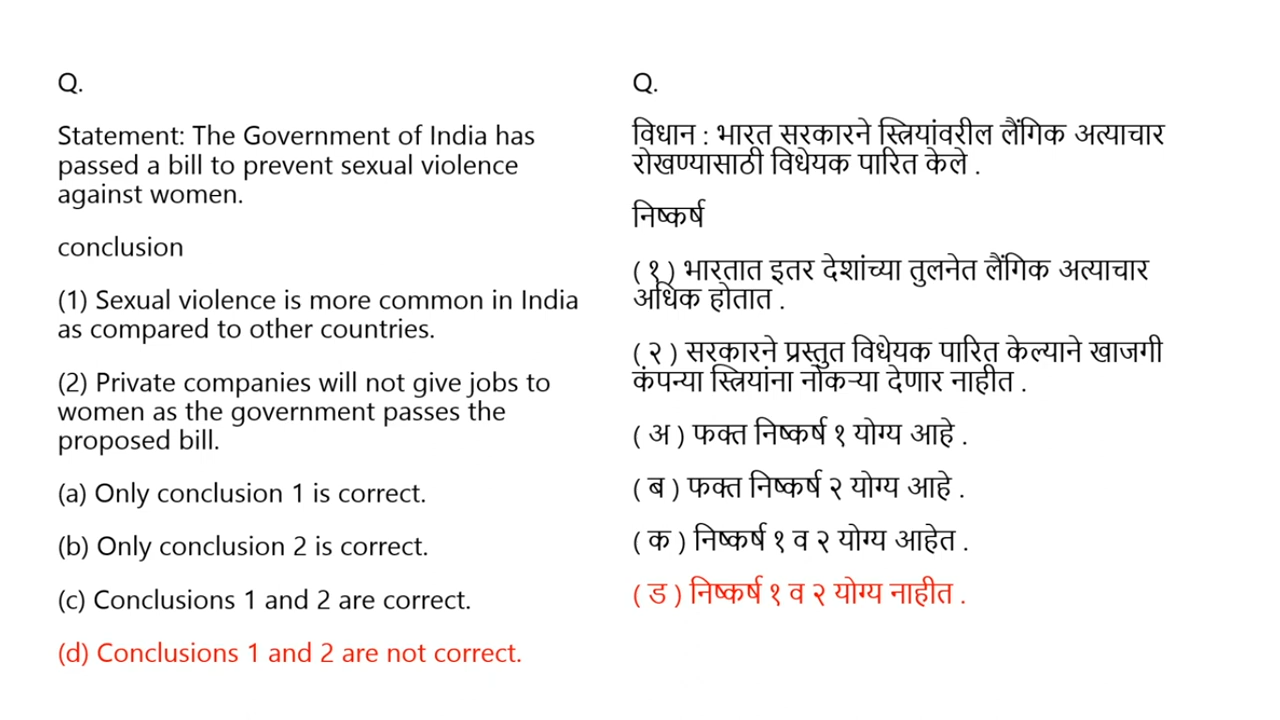 Q.
Statement: The Government of India has
passed a bill to prevent sexual violence
against women.
conclusion
(1) Sexual violence is more common in India
as compared to other countries.
(2) Private companies will not give jobs to
women as the government passes the
proposed bill.
(a) Only conclusion 1 is correct.
(b) Only conclusion 2 is correct.
(c) Conclusions 1 and 2 are correct.
(d) Conclusions 1 and 2 are not correct.
Q.
विधान : भारत सरकारने स्त्रियांवरील लैंगिक अत्याचार
रोखण्यासाठी विधेयक पारित केले .
निष्कर्ष
( १ ) भारतात इतर देशांच्या तुलनेत लैंगिक अत्याचार
अधिक होतात .
( २ ) सरकारने प्रस्तुत विधेयक पारित केल्याने खाजगी
कंपन्या स्त्रियांना नोकऱ्या देणार नाहीत .
( अ ) फक्त निष्कर्ष १ योग्य आहे .
( ब ) फक्त निष्कर्ष २ योग्य आहे .
( क ) निष्कर्ष १ व २ योग्य आहेत .
( ड ) निष्कर्ष १ व २ योग्य नाहीत .